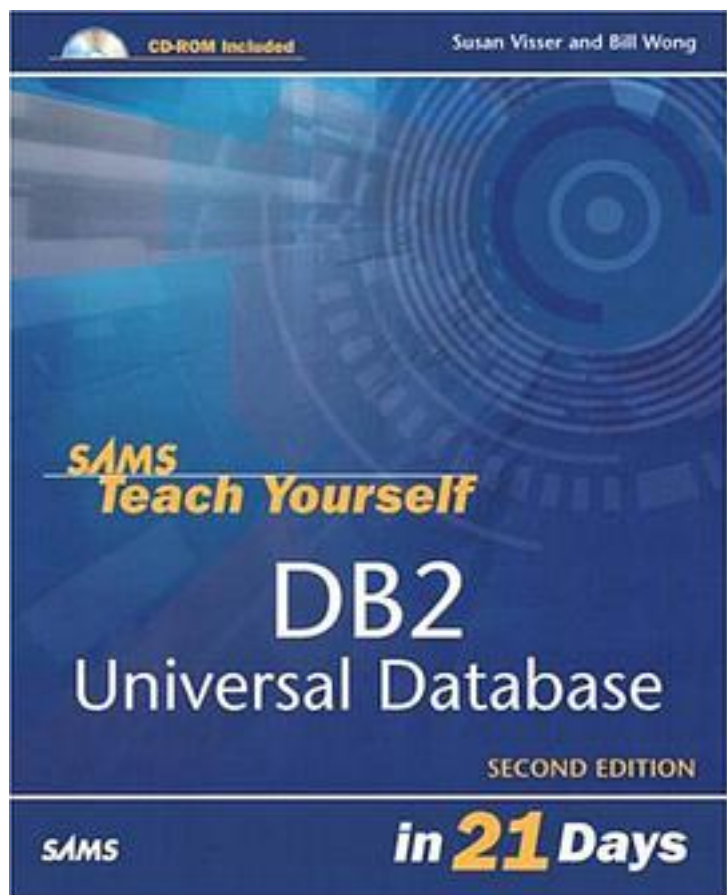 CD-ROM Included
Susan Visser and Bill Wong
SAMS
Teach Yourself
DB2
Universal Database
SECOND EDITION
SAMS
in 21 Days